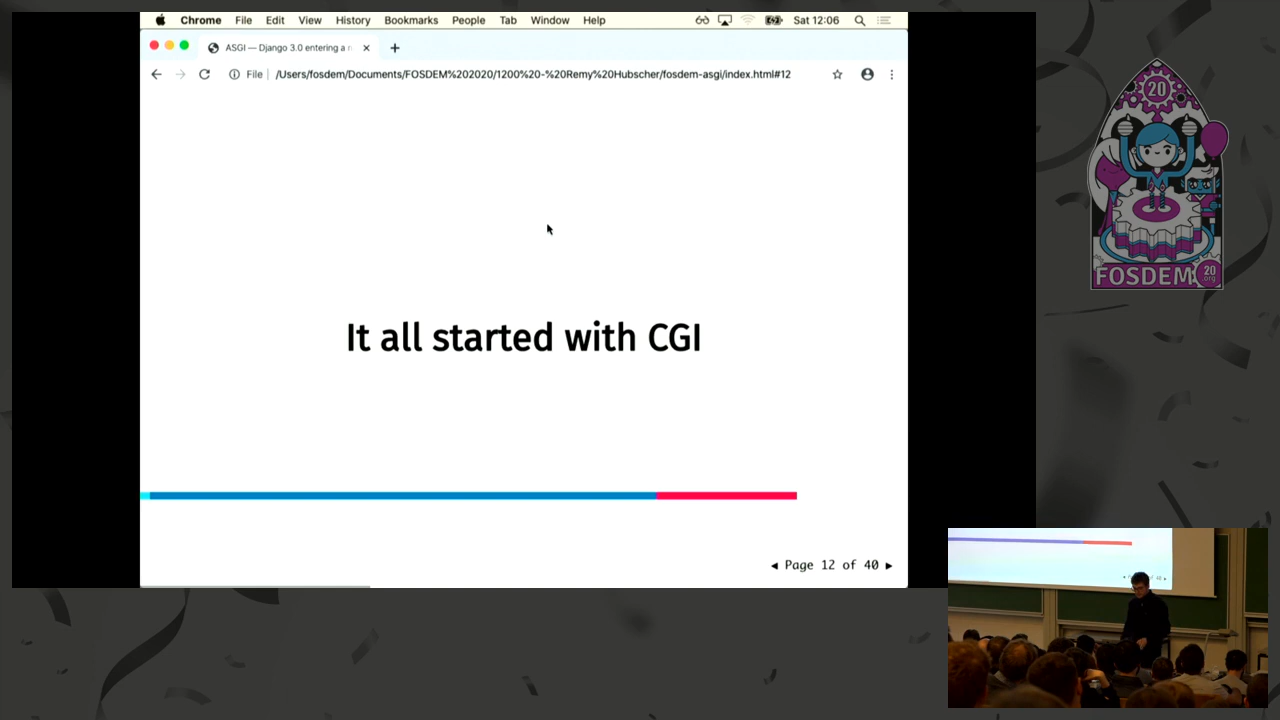 Chrome File Edit View History Bookmarks People Tab Window Help Sat 12:06
ASGI — Django 3.0 entering a
File /Users/fosdem/Documents/FOSDEM%202020/1200%20-%20Remy%20Hubscher/fosdem-asgi/index.html#12
It all started with CGI
◀ Page 12 of 40 ▶
20
FOSDEM
20
.org